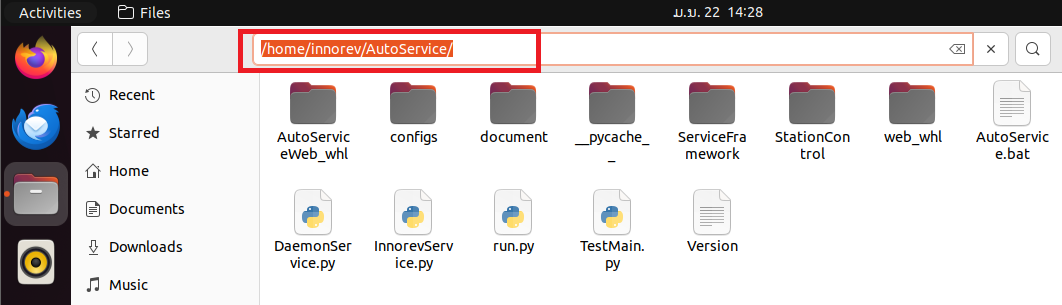 Activities Files ม.ค. 22 14:28
/home/innorev/AutoService/
Recent
Starred
Home
Documents
Downloads
Music
AutoServic
eWeb_whl
configs
document
__pycache_
_
ServiceFra
mework
StationCon
trol
web_whl
AutoServic
e.bat
DaemonSer
vice.py
InnorevServ
ice.py
run.py
TestMain.
py
Version